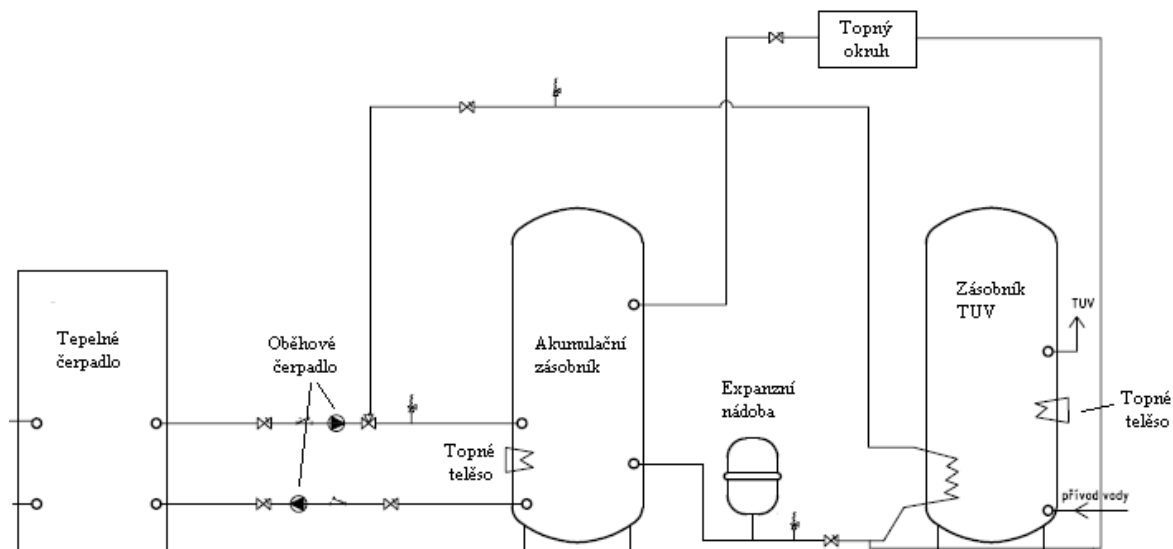 Topný
okruh
Tepelné
čerpadlo
Oběhové
čerpadlo
Akumulační
zásobník
Topné
těleso
Expanzní
nádoba
Zásobník
TUV
TUV
Topné
těleso
přívod vody